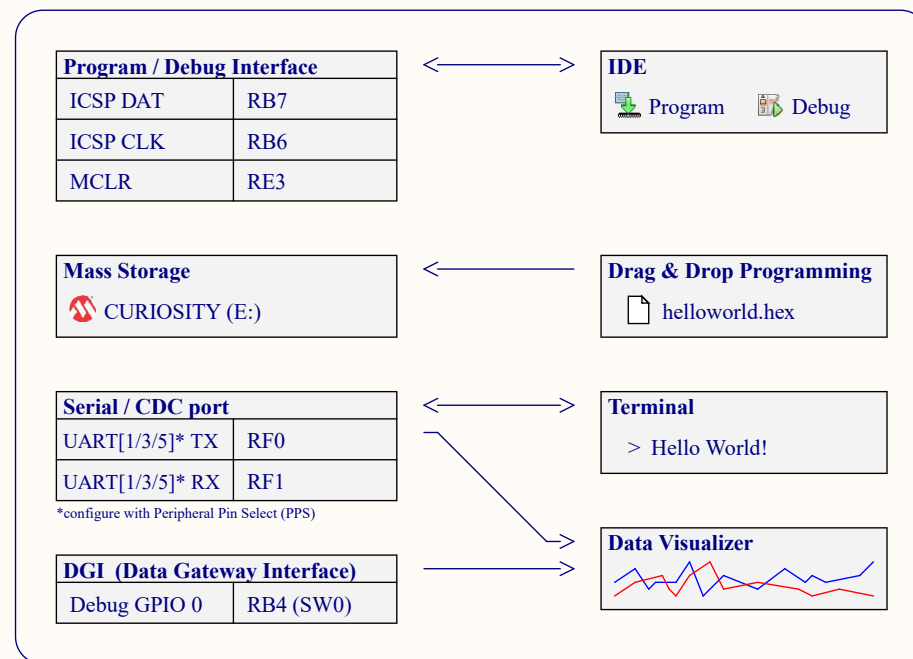 Program / Debug Interface
ICSP DAT RB7
ICSP CLK RB6
MCLR RE3
IDE
Program Debug
Mass Storage
CURIOSITY (E:)
Drag & Drop Programming
helloworld.hex
Serial / CDC port
UART[1/3/5]* TX RF0
UART[1/3/5]* RX RF1
*configure with Peripheral Pin Select (PPS)
Terminal
> Hello World!
DGI (Data Gateway Interface)
Debug GPIO 0 RB4 (SW0)
Data Visualizer